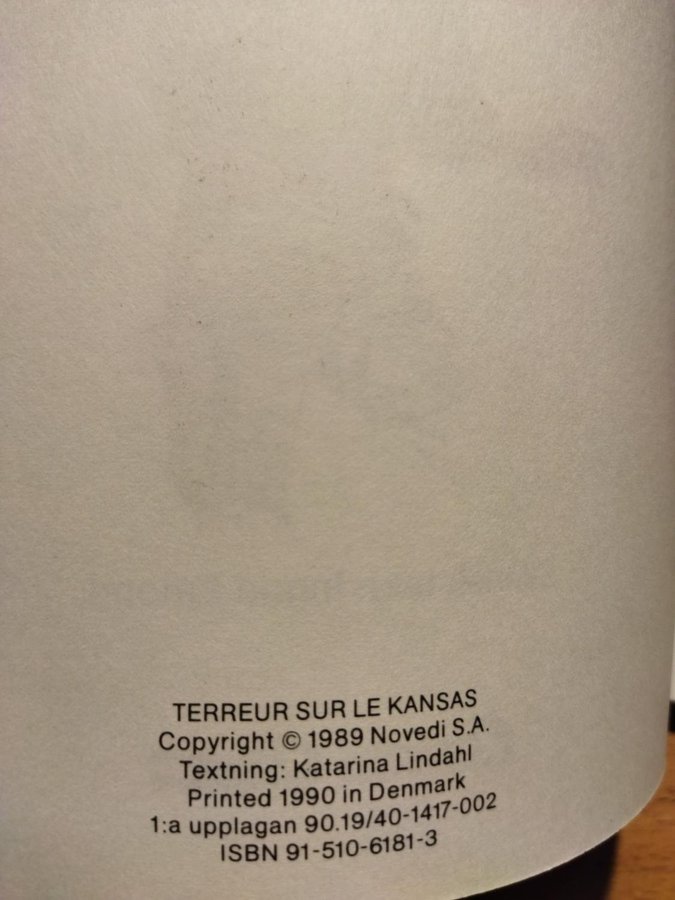 TERREUR SUR LE KANSAS
Copyright © 1989 Novedi S.A.
Textning: Katarina Lindahl
Printed 1990 in Denmark
1:a upplagan 90.19/40-1417-002
ISBN 91-510-6181-3